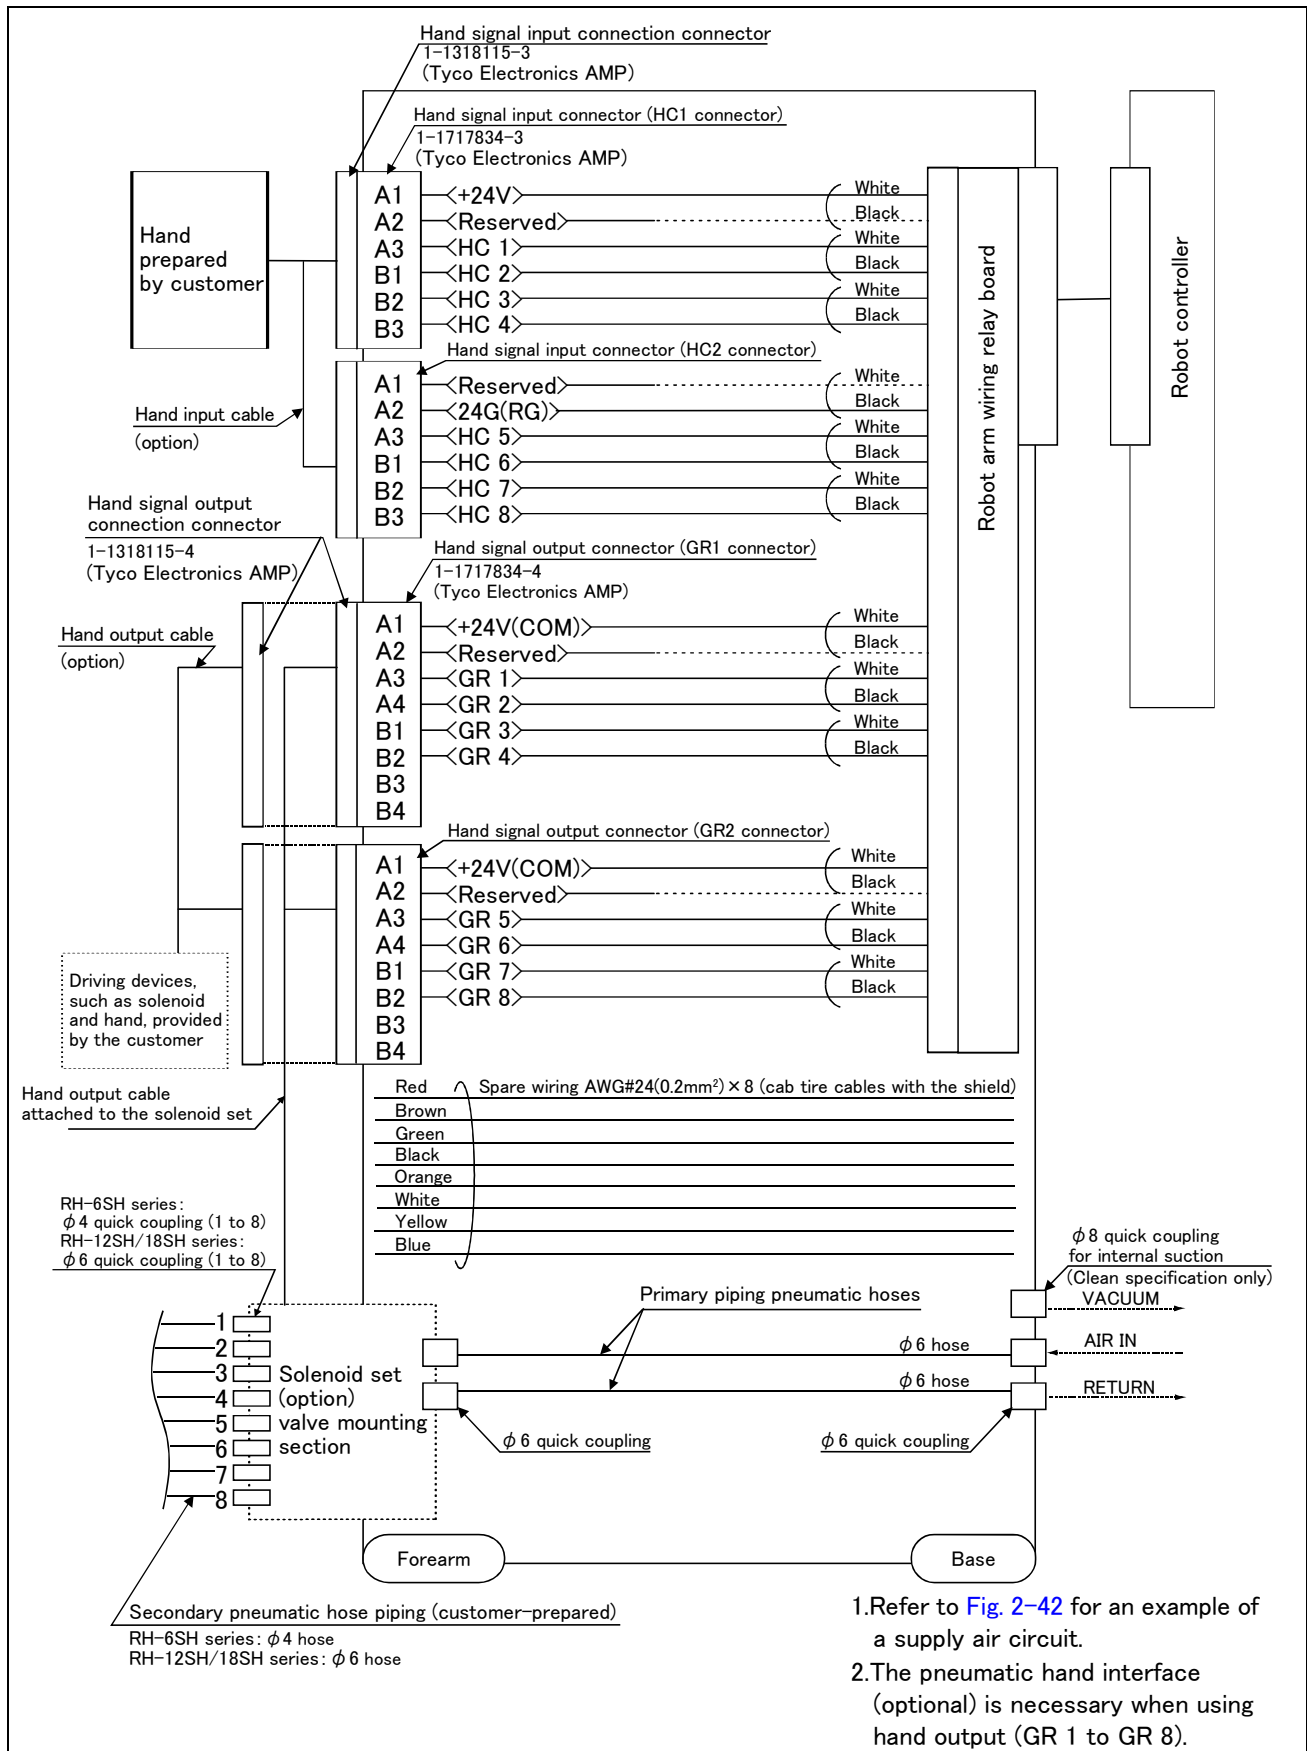 Hand signal input connection connector
1-1318115-3
(Tyco Electronics AMP)
Hand signal input connector (HC1 connector)
1-1717834-3
(Tyco Electronics AMP)
Hand
prepared
by customer
A1 <+24V> White
A2 <Reserved> Black
A3 <HC 1> White
B1 <HC 2> Black
B2 <HC 3> White
B3 <HC 4> Black
Robot arm wiring relay board
Robot controller
Hand signal input connector (HC2 connector)
A1 <Reserved> White
A2 <24G(RG)> Black
A3 <HC 5> White
B1 <HC 6> Black
B2 <HC 7> White
B3 <HC 8> Black
Hand input cable
(option)
Hand signal output
connection connector
1-1318115-4
(Tyco Electronics AMP)
Hand signal output connector (GR1 connector)
1-1717834-4
(Tyco Electronics AMP)
Hand output cable
(option)
A1 <+24V(COM)> White
A2 <Reserved> Black
A3 <GR 1> White
A4 <GR 2> Black
B1 <GR 3> White
B2 <GR 4> Black
B3
B4
Hand signal output connector (GR2 connector)
A1 <+24V(COM)> White
A2 <Reserved> Black
A3 <GR 5> White
A4 <GR 6> Black
B1 <GR 7> White
B2 <GR 8> Black
B3
B4
Driving devices,
such as solenoid
and hand, provided
by the customer
Hand output cable
attached to the solenoid set
Red Spare wiring AWG#24(0.2mm²)×8 (cab tire cables with the shield)
Brown
Green
Black
Orange
White
Yellow
Blue
RH-6SH series:
φ4 quick coupling (1 to 8)
RH-12SH/18SH series:
φ6 quick coupling (1 to 8)
φ8 quick coupling
for internal suction
(Clean specification only)
VACUUM
Primary piping pneumatic hoses
φ6 hose
AIR IN
φ6 hose
RETURN
1
2
3
4
5
6
7
8
Solenoid set
(option)
valve mounting
section
φ6 quick coupling
φ6 quick coupling
Forearm
Base
Secondary pneumatic hose piping (customer-prepared)
RH-6SH series: φ4 hose
RH-12SH/18SH series: φ6 hose
1.Refer to Fig. 2-42 for an example of
a supply air circuit.
2.The pneumatic hand interface
(optional) is necessary when using
hand output (GR 1 to GR 8).